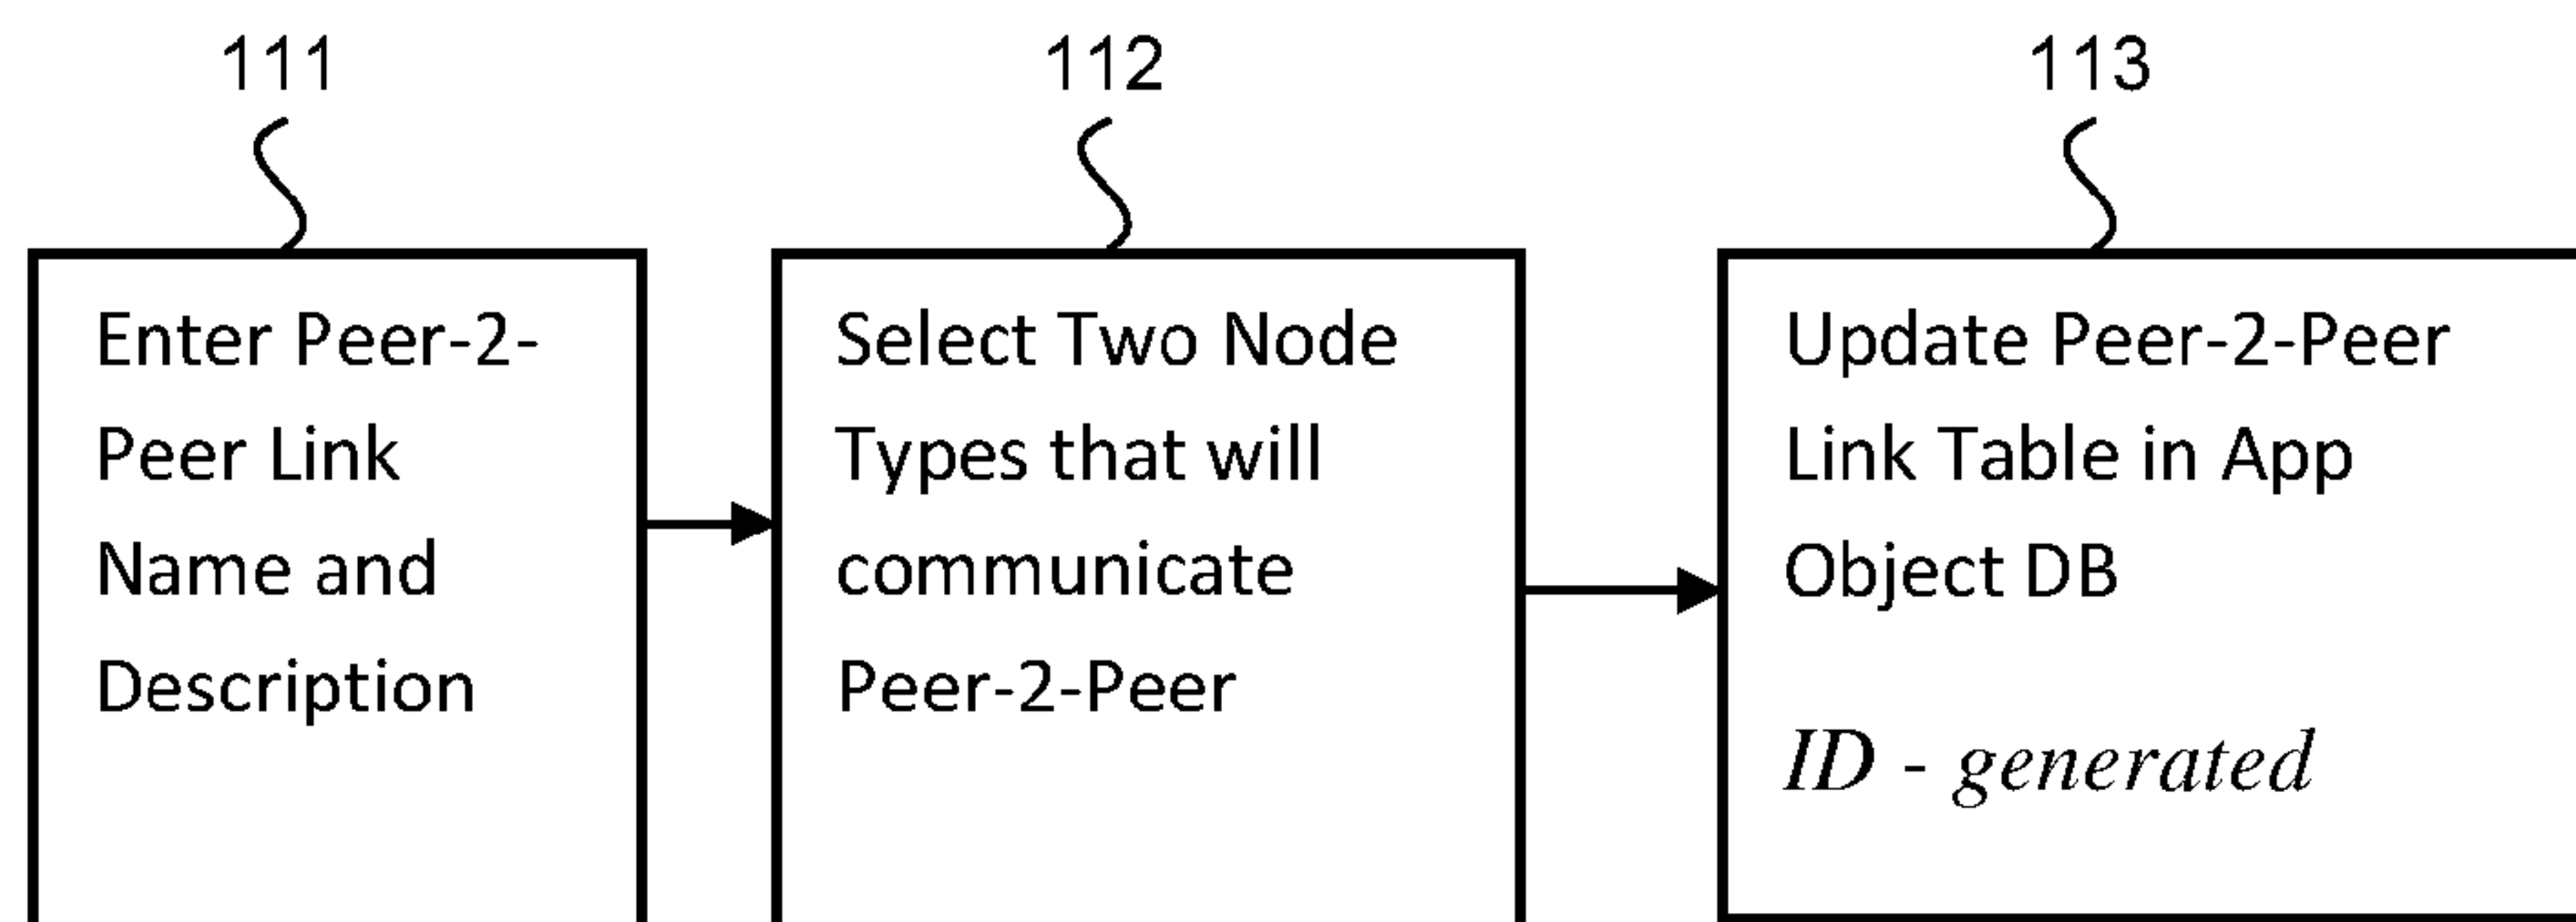 111
112
113
Enter Peer-2-
Peer Link
Name and
Description
Select Two Node
Types that will
communicate
Peer-2-Peer
Update Peer-2-Peer
Link Table in App
Object DB
ID - generated